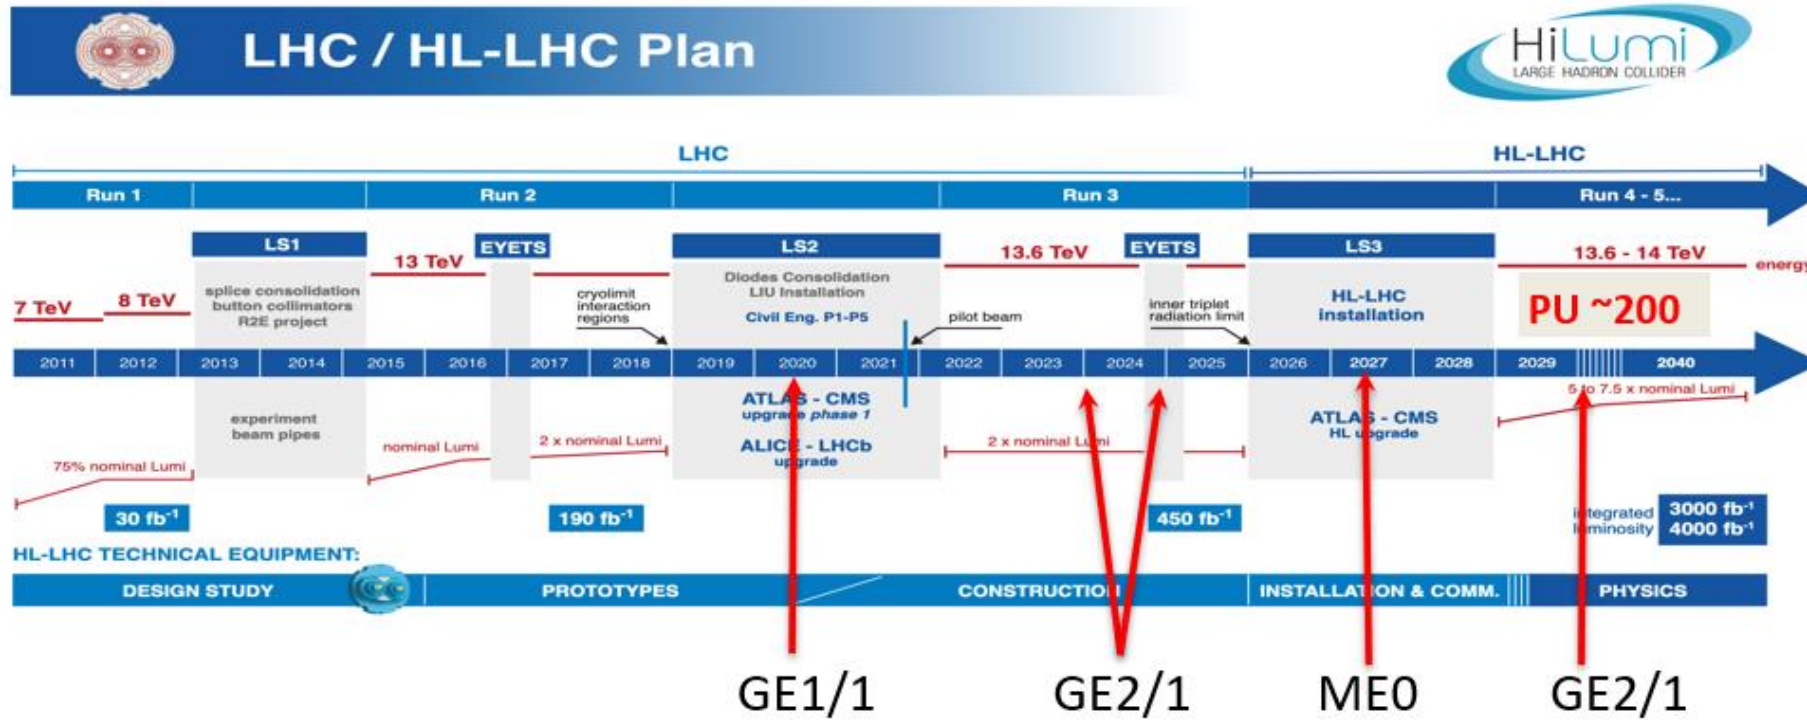 LHC / HL-LHC Plan
HiLumi
LARGE HADRON COLLIDER
LHC
HL-LHC
Run 1
Run 2
Run 3
Run 4 - 5...
LS1
EYETS
LS2
EYETS
LS3
13 TeV
13.6 TeV
13.6 - 14 TeV
energy
7 TeV
8 TeV
splice consolidation
button collimators
R2E project
cryolimit
interaction
regions
Diodes Consolidation
LIU Installation
Civil Eng. P1-P5
pilot beam
inner triplet
radiation limit
HL-LHC
installation
PU ~200
2011 2012 2013 2014 2015 2016 2017 2018 2019 2020 2021 2022 2023 2024 2025 2026 2027 2028 2029 2040
experiment
beam pipes
ATLAS - CMS
upgrade phase 1
ALICE - LHCb
upgrade
ATLAS - CMS
HL upgrade
5 to 7.5 x nominal Lumi
75% nominal Lumi
nominal Lumi
2 x nominal Lumi
2 x nominal Lumi
30 fb⁻¹
190 fb⁻¹
450 fb⁻¹
integrated
luminosity
3000 fb⁻¹
4000 fb⁻¹
HL-LHC TECHNICAL EQUIPMENT:
DESIGN STUDY
PROTOTYPES
CONSTRUCTION
INSTALLATION & COMM.
PHYSICS
GE1/1
GE2/1
ME0
GE2/1